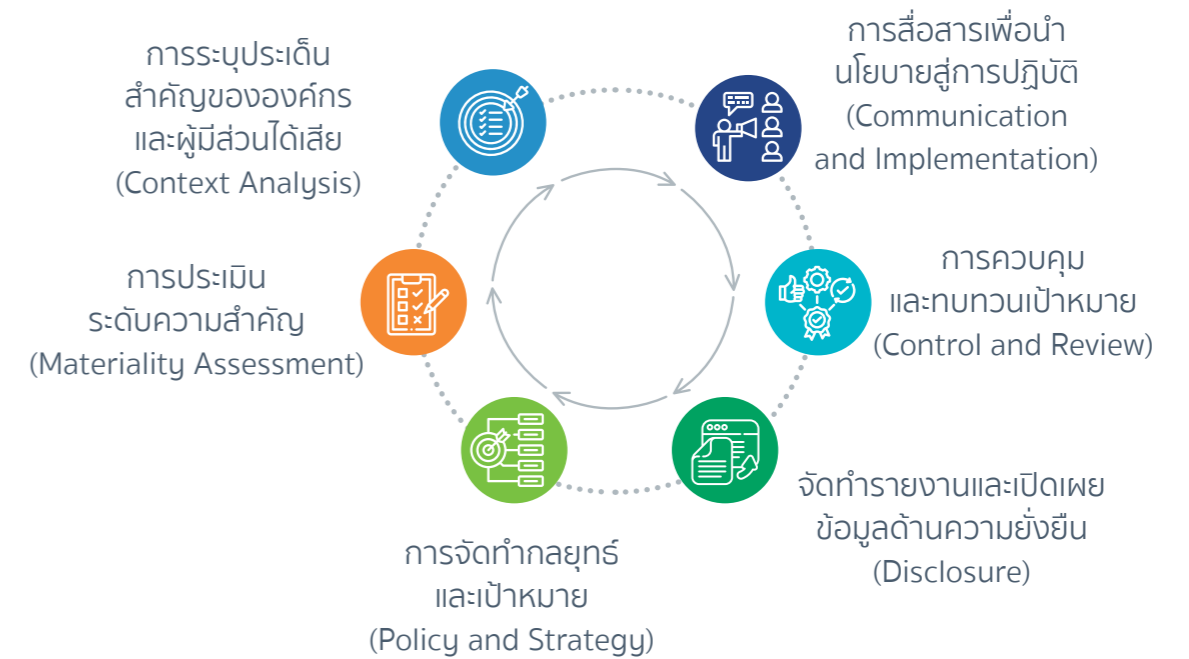 การระบุประเด็น
สำคัญขององค์กร
และผู้มีส่วนได้เสีย
(Context Analysis)
การสื่อสารเพื่อนำ
นโยบายสู่การปฏิบัติ
(Communication
and Implementation)
การประเมิน
ระดับความสำคัญ
(Materiality Assessment)
การควบคุม
และทบทวนเป้าหมาย
(Control and Review)
การจัดทำกลยุทธ์
และเป้าหมาย
(Policy and Strategy)
จัดทำรายงานและเปิดเผย
ข้อมูลด้านความยั่งยืน
(Disclosure)